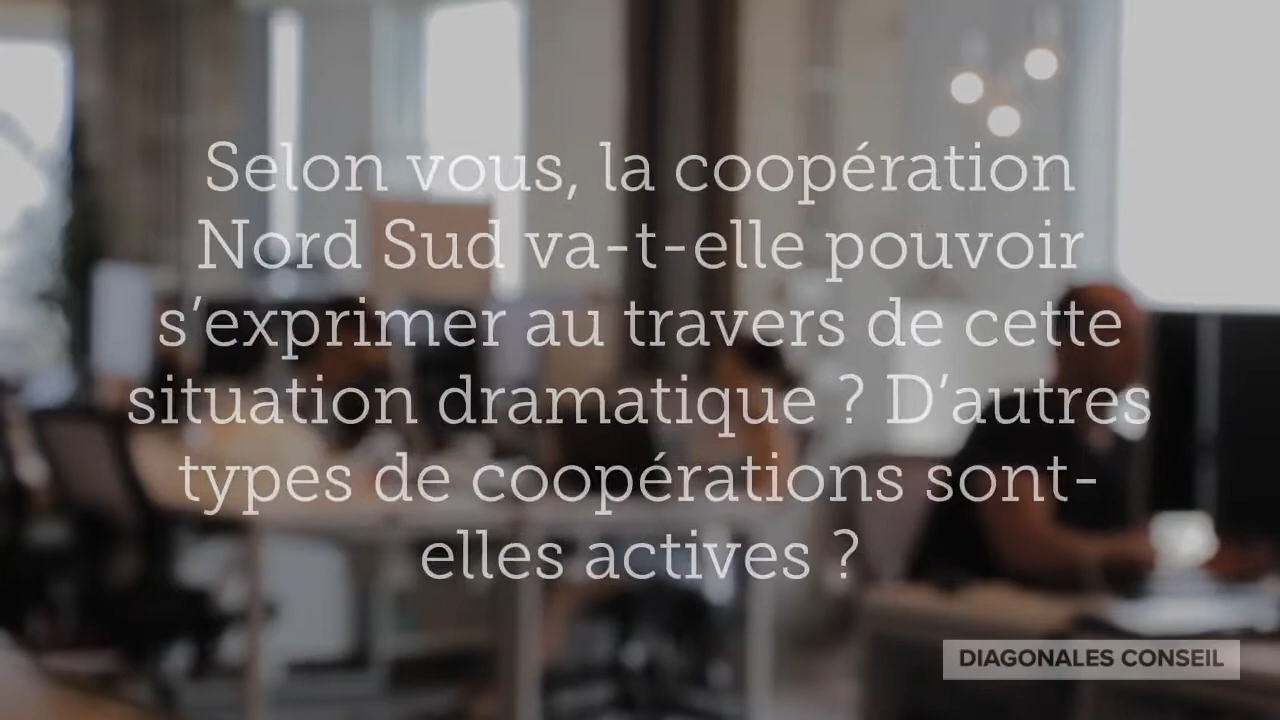 Selon vous, la coopération
Nord Sud va-t-elle pouvoir
s’exprimer au travers de cette
situation dramatique ? D’autres
types de coopérations sont-
elles actives ?
DIAGONALES CONSEIL